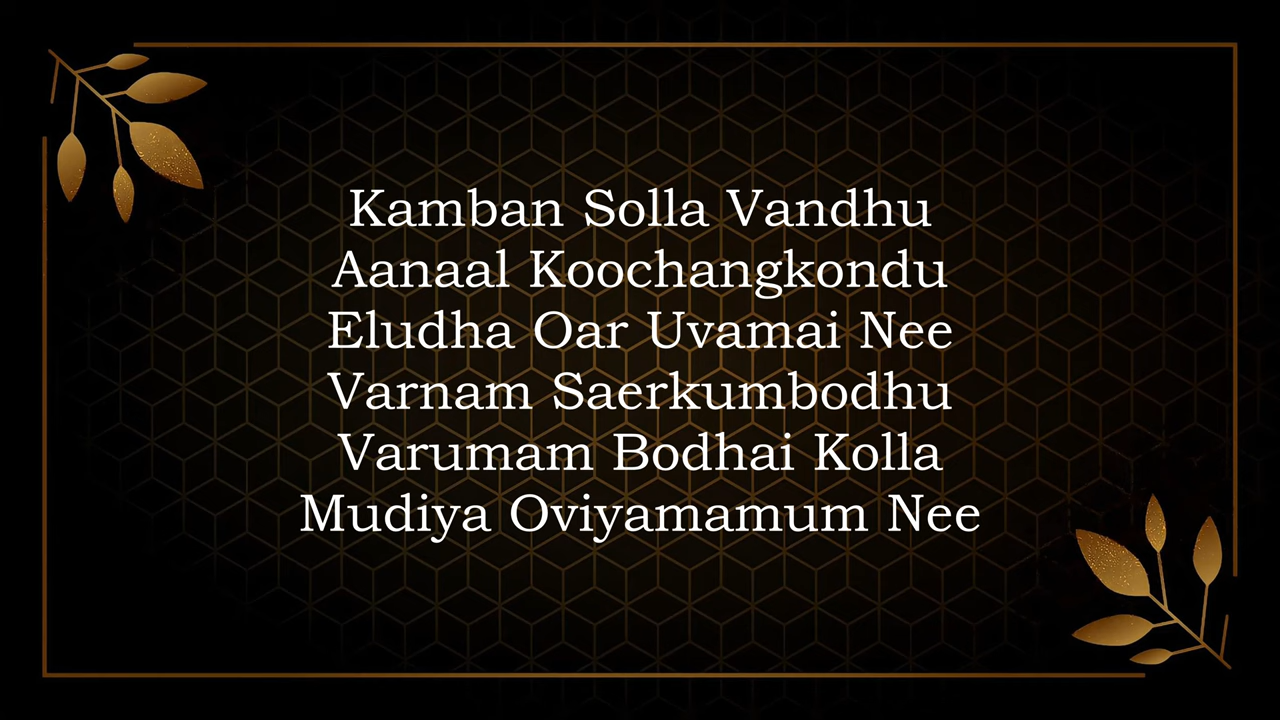 Kamban Solla Vandhu
Aanaal Koochangkondu
Eludha Oar Uvamai Nee
Varnam Saerkumbodhu
Varumam Bodhai Kolla
Mudiya Oviyamamum Nee